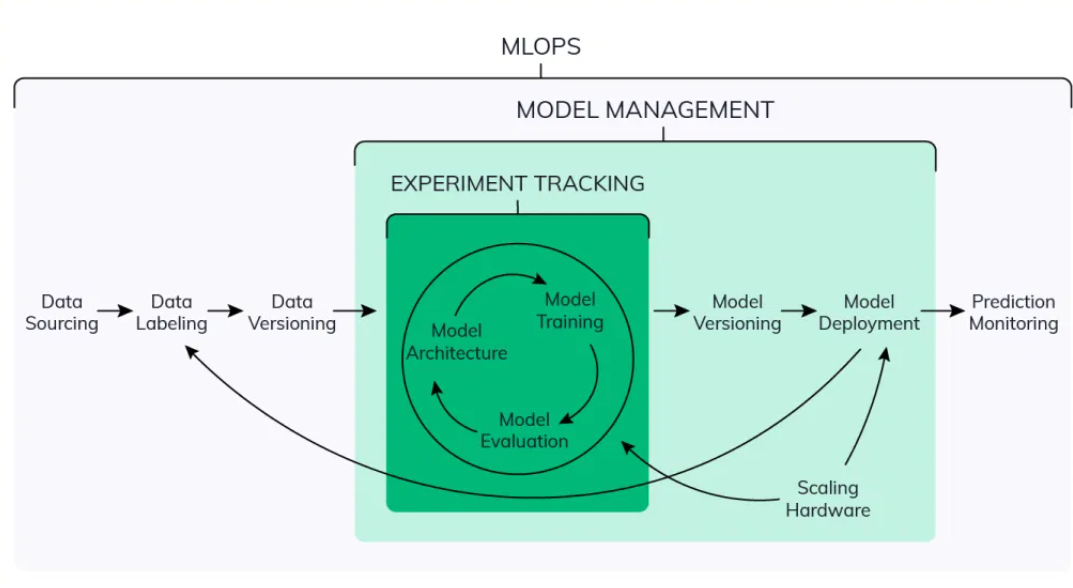 MLOPS
MODEL MANAGEMENT
EXPERIMENT TRACKING
Data
Sourcing
Data
Labeling
Data
Versioning
Model
Architecture
Model
Training
Model
Evaluation
Model
Versioning
Model
Deployment
Prediction
Monitoring
Scaling
Hardware